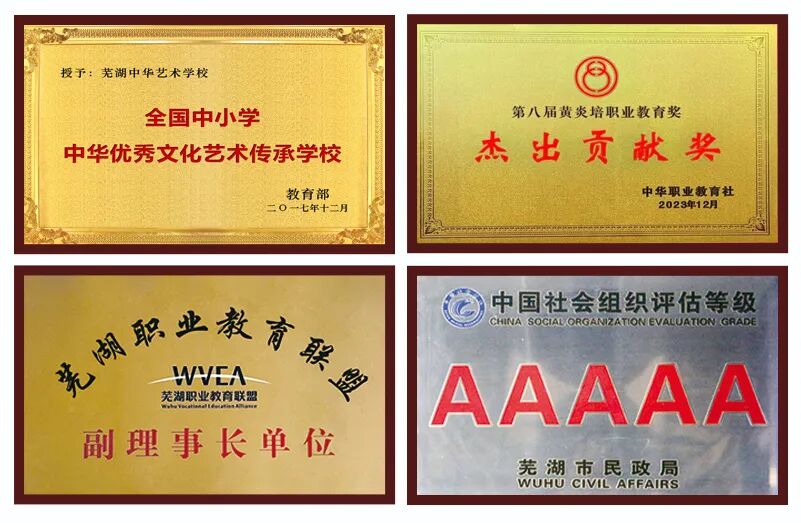 授予：芜湖中华艺术学校
全国中小学
中华优秀文化艺术传承学校
教育部
二〇一七年十二月
第八届黄炎培职业教育奖
杰出贡献奖
中华职业教育社
2023年12月
芜湖职业教育联盟
WVEA
芜湖职业教育联盟
Wuhu Vocational Education Alliance
副理事长单位
中国社会组织评估等级
CHINA SOCIAL ORGANIZATION EVALUATION GRADE
AAAAA
芜湖市民政局
WUHU CIVIL AFFAIRS